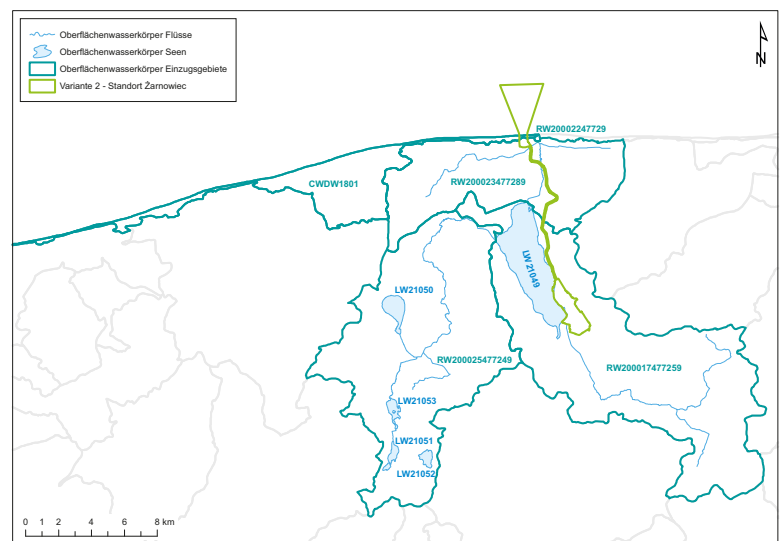 Oberflächenwasserkörper Flüsse
Oberflächenwasserkörper Seen
Oberflächenwasserkörper Einzugsgebiete
Variante 2 - Standort Żarnowiec
N
RW20002247729
CWDW1801
RW200023477289
LW 21049
LW21050
RW200025477249
RW200017477259
LW21053
LW21051
LW21052
0 1 2 4 6 8 km